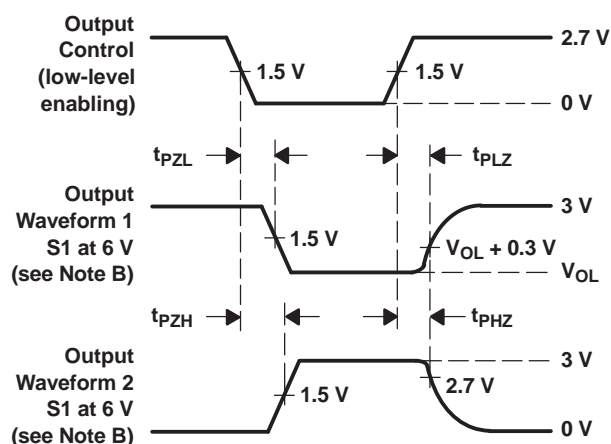 Output
Control
(low-level
enabling)
2.7 V
1.5 V
1.5 V
0 V
tPZL
tPLZ
Output
Waveform 1
S1 at 6 V
(see Note B)
3 V
1.5 V
VOL + 0.3 V
VOL
tPZH
tPHZ
Output
Waveform 2
S1 at 6 V
(see Note B)
3 V
1.5 V
2.7 V
0 V